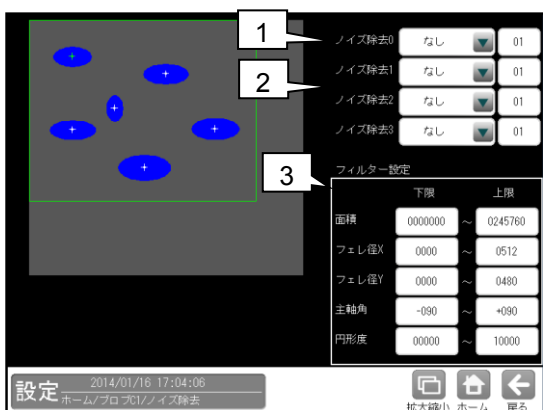 1
ノイズ除去0 なし 01
ノイズ除去1 なし 01
2
ノイズ除去2 なし 01
ノイズ除去3 なし 01
3
フィルター設定
下限 上限
面積 0000000 ~ 0245760
フェレ径X 0000 ~ 0512
フェレ径Y 0000 ~ 0480
主軸角 -090 ~ +090
円形度 00000 ~ 10000
設定 2014/01/16 17:04:06
ホーム/ブロブC1/ノイズ除去
拡大縮小 ホーム 戻る